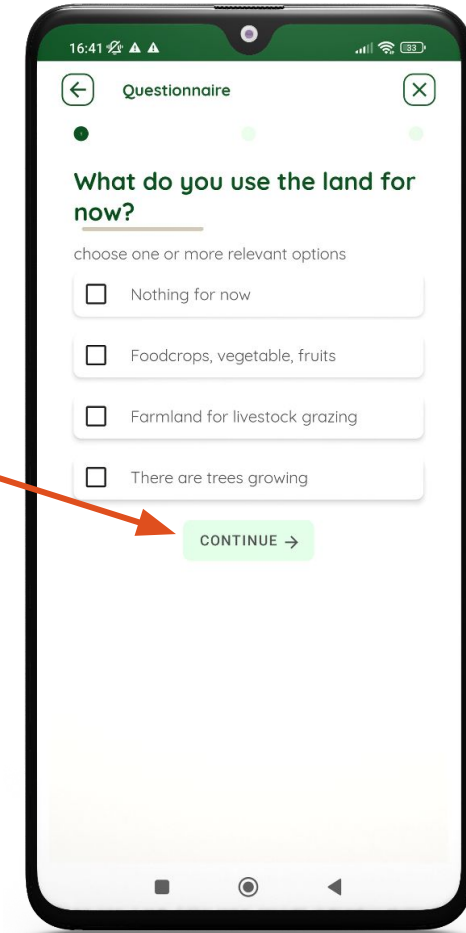 16:41
33
Questionnaire
What do you use the land for
now?
choose one or more relevant options
Nothing for now
Foodcrops, vegetable, fruits
Farmland for livestock grazing
There are trees growing
CONTINUE →